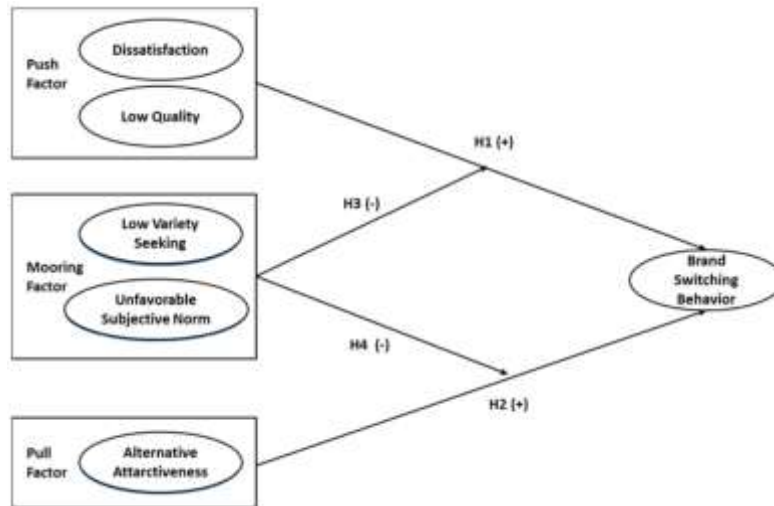 Push
Factor
Dissatisfaction
Low Quality
H1 (+)
Mooring
Factor
Low Variety
Seeking
Unfavorable
Subjective Norm
H3 (-)
H4 (-)
Brand
Switching
Behavior
H2 (+)
Pull
Factor
Alternative
Attarctiveness